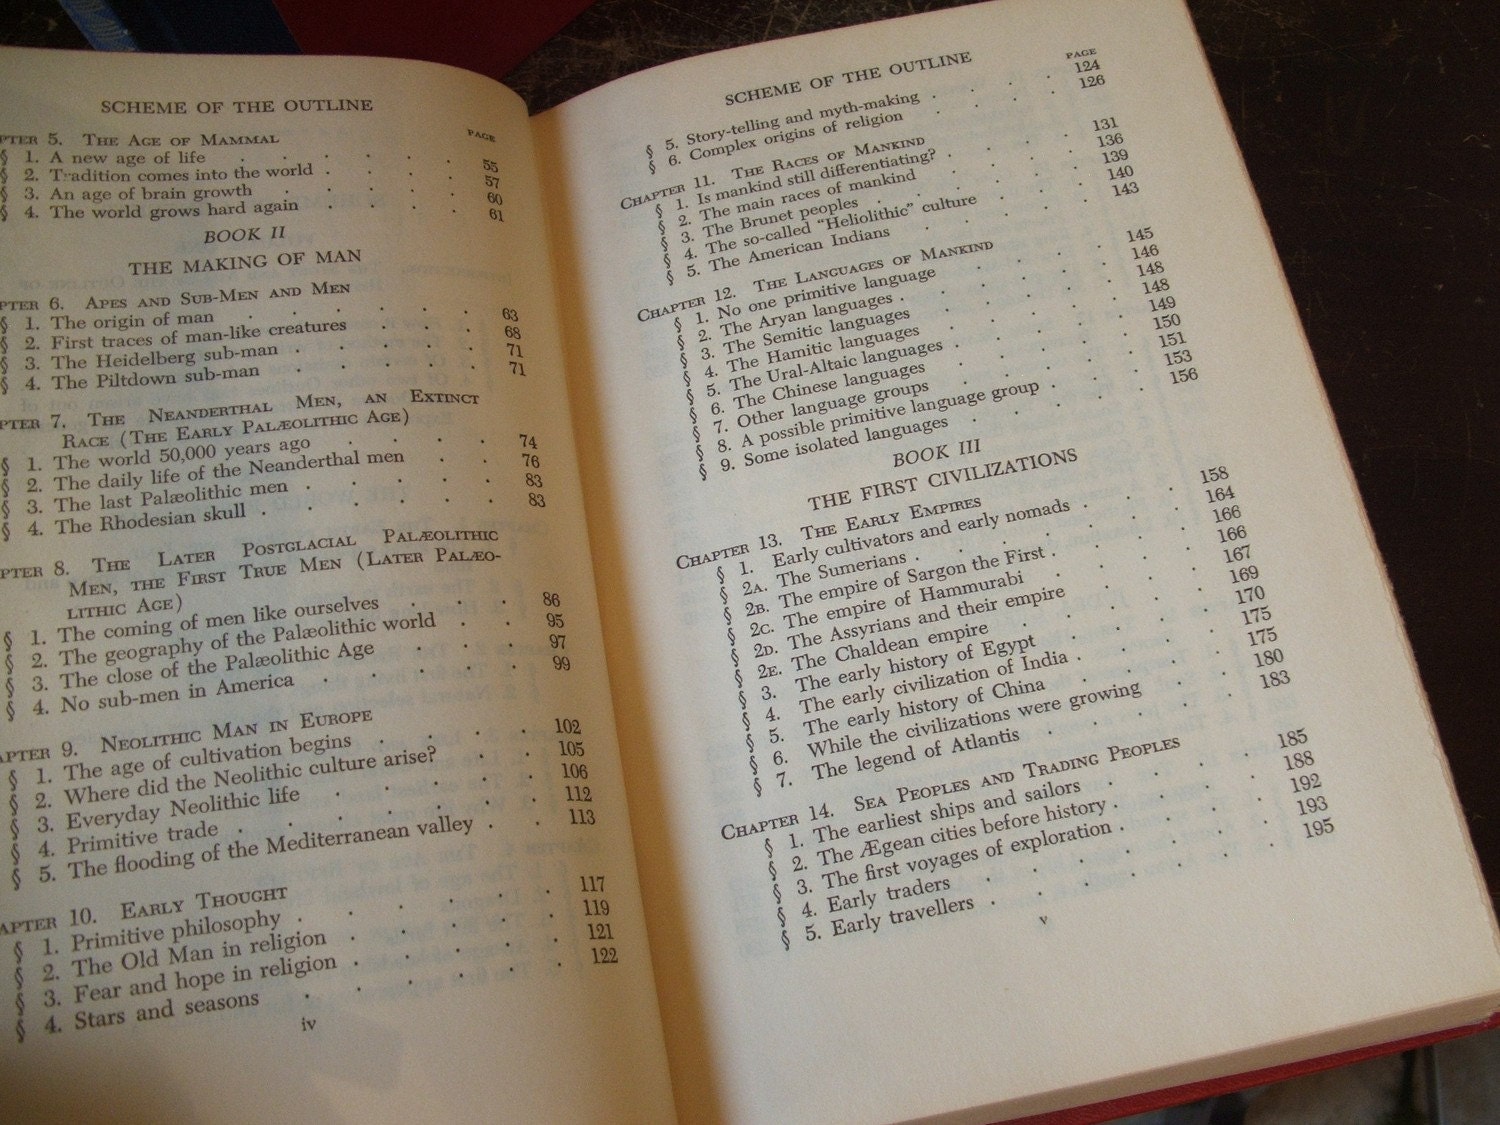 SCHEME OF THE OUTLINE
PAGE
PTER 5. THE AGE OF MAMMAL
§ 1. A new age of life . . . . . . 55
§ 2. Tradition comes into the world . . . . 57
§ 3. An age of brain growth . . . . . 60
§ 4. The world grows hard again . . . . 61
BOOK II
THE MAKING OF MAN
PTER 6. APES AND SUB-MEN AND MEN
§ 1. The origin of man . . . . . . 63
§ 2. First traces of man-like creatures . . . 68
§ 3. The Heidelberg sub-man . . . . . 71
§ 4. The Piltdown sub-man . . . . . 71
PTER 7. THE NEANDERTHAL MEN, AN EXTINCT
RACE (THE EARLY PALÆOLITHIC AGE)
§ 1. The world 50,000 years ago . . . . 74
§ 2. The daily life of the Neanderthal men . . 76
§ 3. The last Palæolithic men . . . . . 83
§ 4. The Rhodesian skull . . . . . . 83
PTER 8. THE LATER POSTGLACIAL PALÆOLITHIC
MEN, THE FIRST TRUE MEN (LATER PALÆO-
LITHIC AGE)
§ 1. The coming of men like ourselves . . . 86
§ 2. The geography of the Palæolithic world . . 95
§ 3. The close of the Palæolithic Age . . . 97
§ 4. No sub-men in America . . . . . 99
APTER 9. NEOLITHIC MAN IN EUROPE
§ 1. The age of cultivation begins . . . . 102
§ 2. Where did the Neolithic culture arise? . . 105
§ 3. Everyday Neolithic life . . . . . 106
§ 4. Primitive trade . . . . . . 112
§ 5. The flooding of the Mediterranean valley . . 113
APTER 10. EARLY THOUGHT
§ 1. Primitive philosophy . . . . . 117
§ 2. The Old Man in religion . . . . 119
§ 3. Fear and hope in religion . . . . . 121
§ 4. Stars and seasons . . . . . . 122
iv
SCHEME OF THE OUTLINE
PAGE
§ 5. Story-telling and myth-making . . . 124
§ 6. Complex origins of religion . . . . 126
CHAPTER 11. THE RACES OF MANKIND
§ 1. Is mankind still differentiating? . . . 131
§ 2. The main races of mankind . . . . 136
§ 3. The Brunet peoples . . . . . 139
§ 4. The so-called "Heliolithic" culture . . . 140
§ 5. The American Indians . . . . . 143
CHAPTER 12. THE LANGUAGES OF MANKIND
§ 1. No one primitive language . . . . 145
§ 2. The Aryan languages . . . . . 146
§ 3. The Semitic languages . . . . . 148
§ 4. The Hamitic languages . . . . . 148
§ 5. The Ural-Altaic languages . . . . . 149
§ 6. The Chinese languages . . . . . 150
§ 7. Other language groups . . . . . 151
§ 8. A possible primitive language group . . . 153
§ 9. Some isolated languages . . . . . 156
BOOK III
THE FIRST CIVILIZATIONS
CHAPTER 13. THE EARLY EMPIRES
§ 1. Early cultivators and early nomads . . . 158
§ 2A. The Sumerians . . . . . . 164
§ 2B. The empire of Sargon the First . . . . 166
§ 2C. The empire of Hammurabi . . . . 166
§ 2D. The Assyrians and their empire . . . 167
§ 2E. The Chaldean empire . . . . . 169
§ 3. The early history of Egypt . . . . 170
§ 4. The early civilization of India . . . . 175
§ 5. The early history of China . . . . 175
§ 6. While the civilizations were growing . . 180
§ 7. The legend of Atlantis . . . . . 183
CHAPTER 14. SEA PEOPLES AND TRADING PEOPLES
§ 1. The earliest ships and sailors . . . . 185
§ 2. The Ægean cities before history . . . . 188
§ 3. The first voyages of exploration . . . . 192
§ 4. Early traders . . . . . . 193
§ 5. Early travellers . . . . . . 195
v